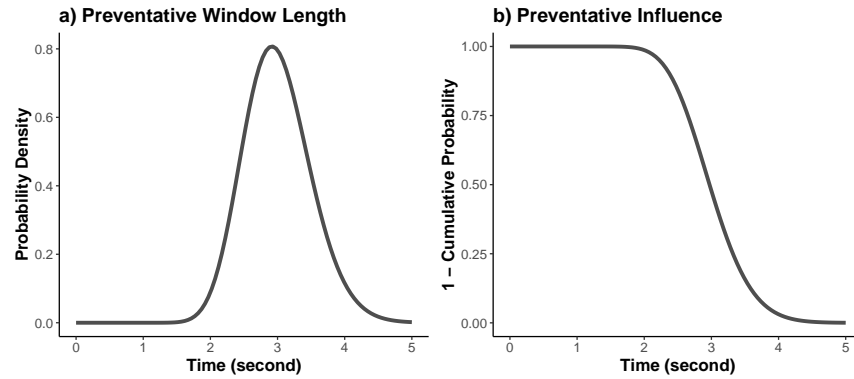 a) Preventative Window Length
Probability Density
0.8
0.6
0.4
0.2
0.0
0 1 2 3 4 5
Time (second)
b) Preventative Influence
1 − Cumulative Probability
1.00
0.75
0.50
0.25
0.00
0 1 2 3 4 5
Time (second)